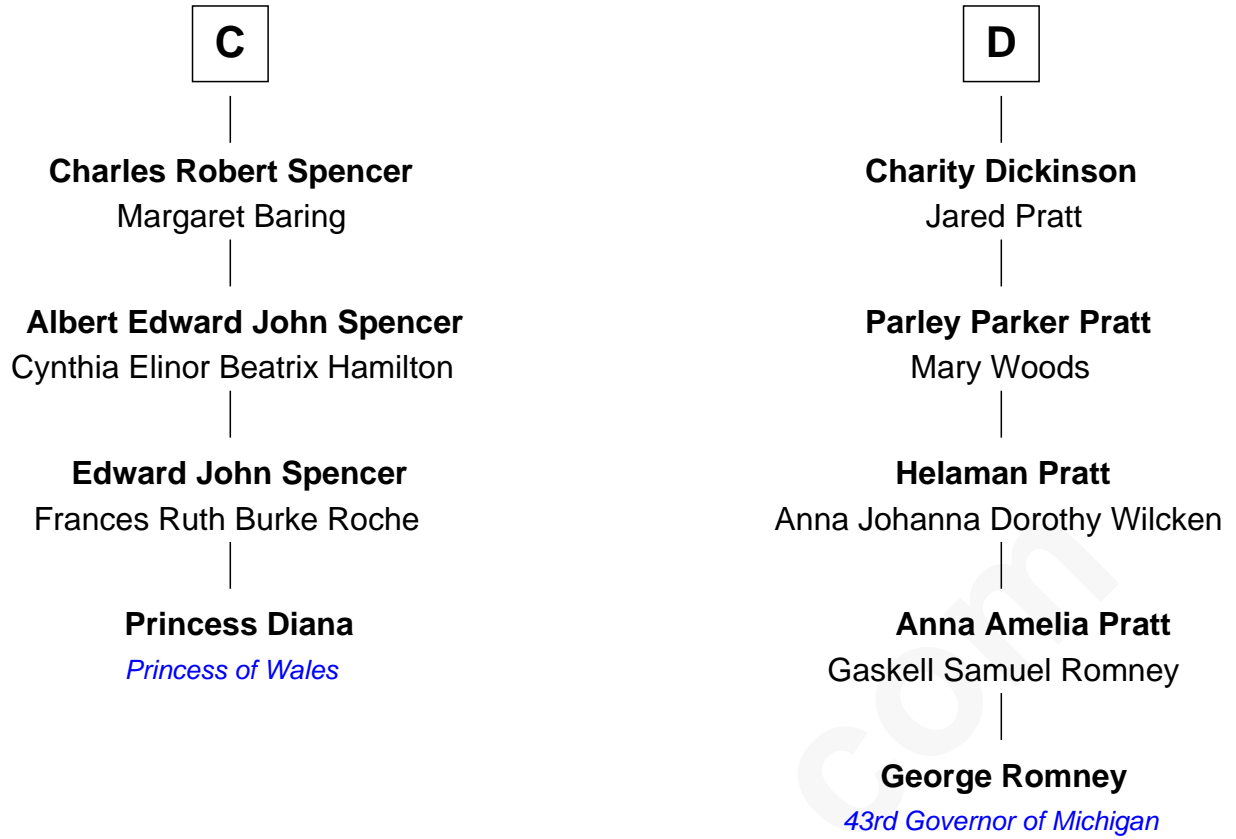 C
Charles Robert Spencer
Margaret Baring
Albert Edward John Spencer
Cynthia Elinor Beatrix Hamilton
Edward John Spencer
Frances Ruth Burke Roche
Princess Diana
Princess of Wales
D
Charity Dickinson
Jared Pratt
Parley Parker Pratt
Mary Woods
Helaman Pratt
Anna Johanna Dorothy Wilcken
Anna Amelia Pratt
Gaskell Samuel Romney
George Romney
43rd Governor of Michigan
com